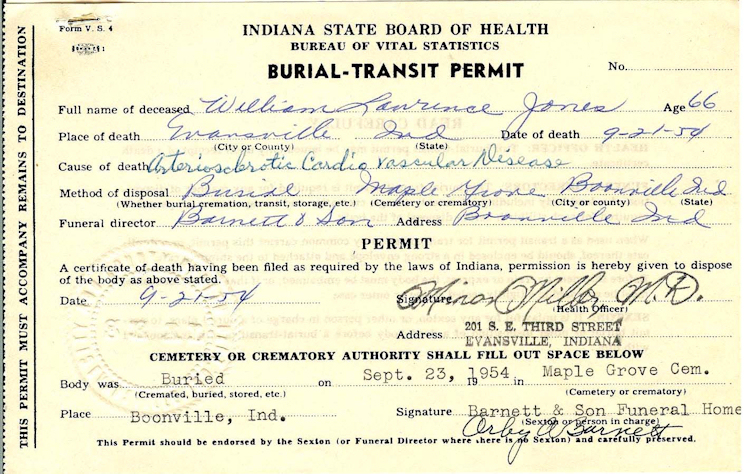 Form V. S. 4
INDIANA STATE BOARD OF HEALTH
BUREAU OF VITAL STATISTICS
BURIAL-TRANSIT PERMIT
No.
Full name of deceased William Lawrence Jones Age 66
Place of death Evansville Ind Date of death 9-21-54
(City or County) (State)
Cause of death Arteriosclerotic Cardio vascular Disease
Method of disposal Burial Maple Grove Boonville Ind
(Whether burial cremation, transit, storage, etc.) (Cemetery or crematory) (City or county) (State)
Funeral director Barnett & Son Address Boonville Ind
PERMIT
A certificate of death having been filed as required by the laws of Indiana, permission is hereby given to dispose
of the body as above stated.
Date 9-21-54 Signature Minor Miller M.D.
(Health Officer)
Address 201 S. E. THIRD STREET
EVANSVILLE, INDIANA
CEMETERY OR CREMATORY AUTHORITY SHALL FILL OUT SPACE BELOW
Body was Buried on Sept. 23, 1954 in Maple Grove Cem.
(Cremated, buried, stored, etc.) (Cemetery or crematory)
Place Boonville, Ind. Signature Barnett & Son Funeral Home
(Sexton or person in charge)
Orby A Barnett
This Permit should be endorsed by the Sexton (or Funeral Director where there is no Sexton) and carefully preserved.
THIS PERMIT MUST ACCOMPANY REMAINS TO DESTINATION